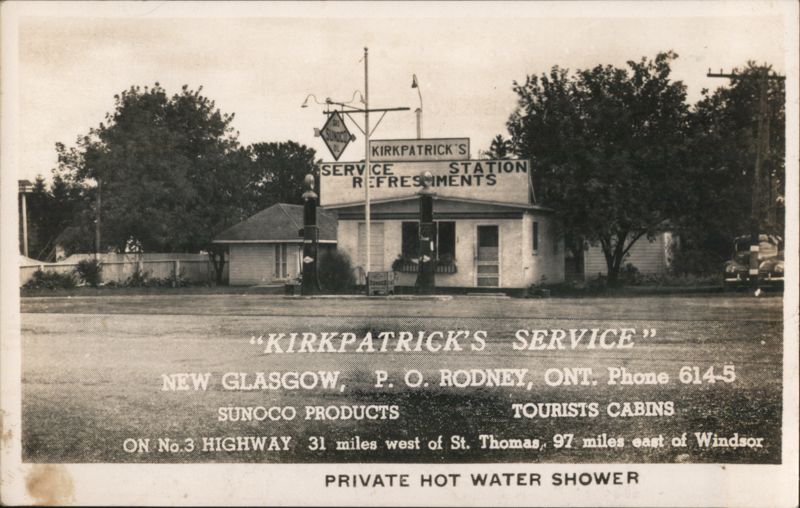 SUNOCO
KIRKPATRICK'S
SERVICE STATION
REFRESHMENTS
"KIRKPATRICK'S SERVICE"
NEW GLASGOW, P. O. RODNEY, ONT. Phone 614-5
SUNOCO PRODUCTS TOURISTS CABINS
ON No.3 HIGHWAY 31 miles west of St. Thomas, 97 miles east of Windsor
PRIVATE HOT WATER SHOWER